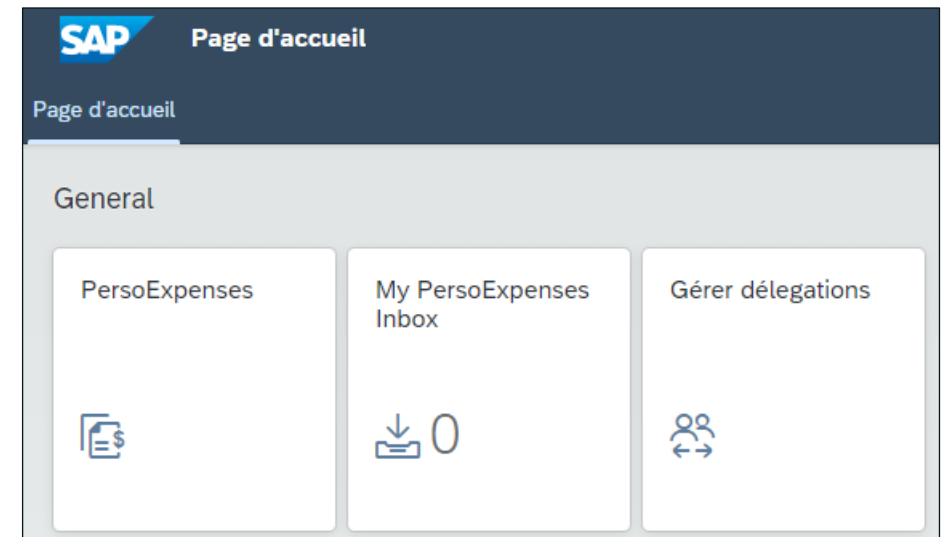 SAP Page d'accueil
Page d'accueil
General
PersoExpenses
My PersoExpenses
Inbox
Gérer délegations
0